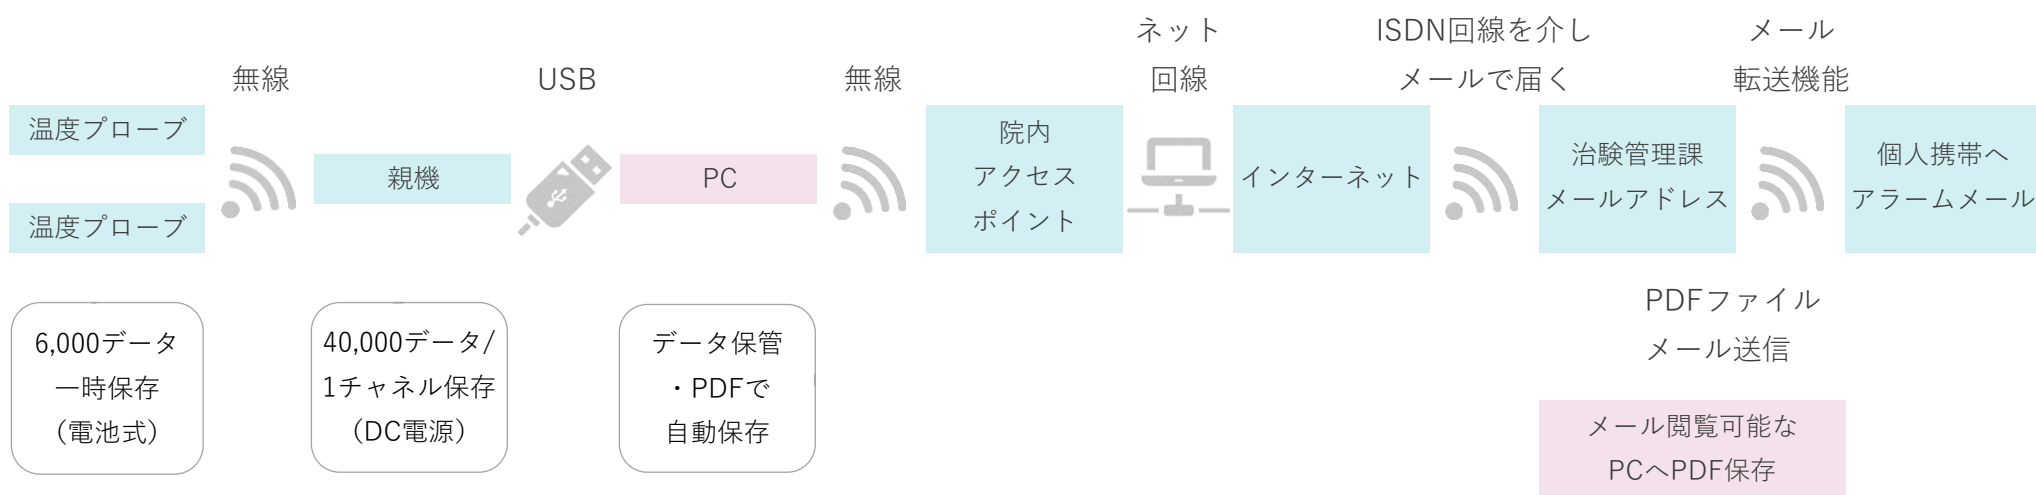 ネット
回線
ISDN回線を介し
メールで届く
メール
転送機能
無線
USB
無線
温度プローブ
温度プローブ
親機
PC
院内
アクセス
ポイント
インターネット
治験管理課
メールアドレス
個人携帯へ
アラームメール
6,000データ
一時保存
（電池式）
40,000データ/
1チャネル保存
（DC電源）
データ保管
・PDFで
自動保存
PDFファイル
メール送信
メール閲覧可能な
PCへPDF保存